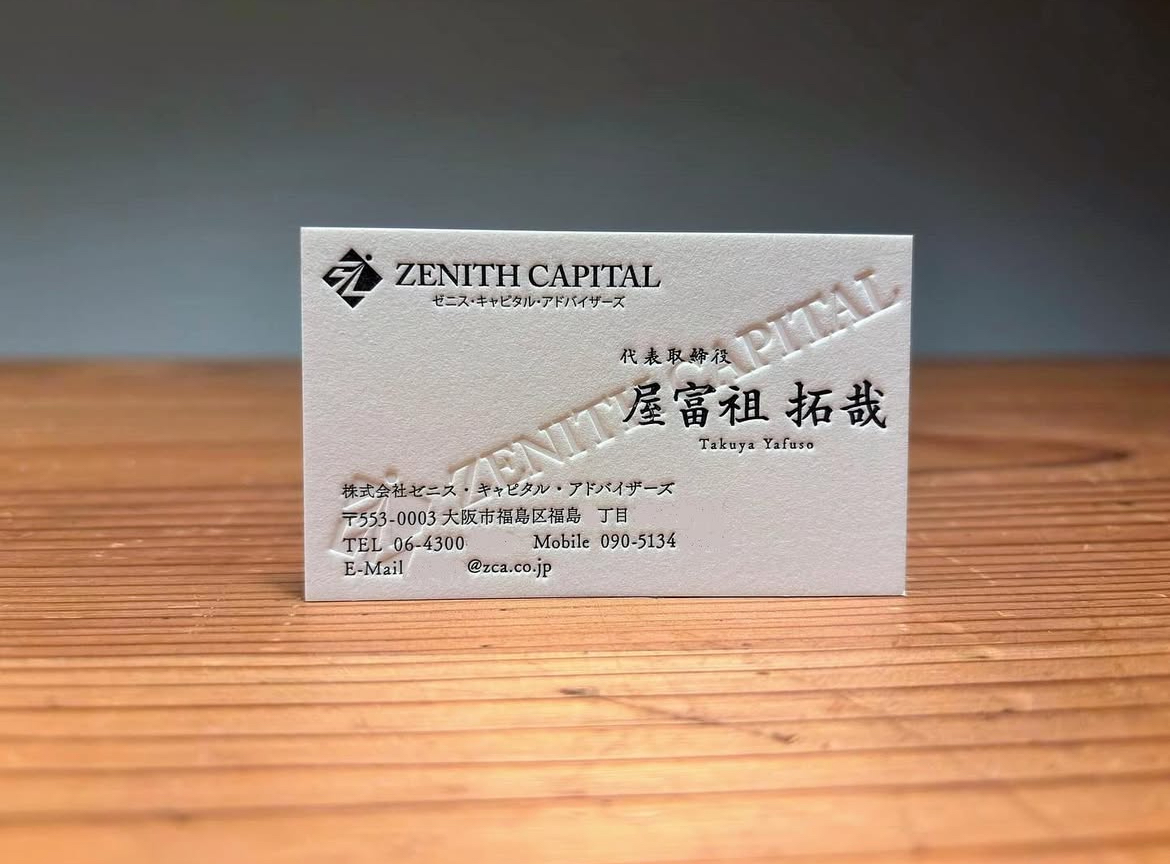 ZENITH CAPITAL
ゼニス・キャピタル・アドバイザーズ
ZENITH CAPITAL
代表取締役
屋富祖 拓哉
Takuya Yafuso
株式会社ゼニス・キャピタル・アドバイザーズ
〒553-0003 大阪市福島区福島 丁目
TEL 06-4300 Mobile 090-5134
E-Mail @zca.co.jp